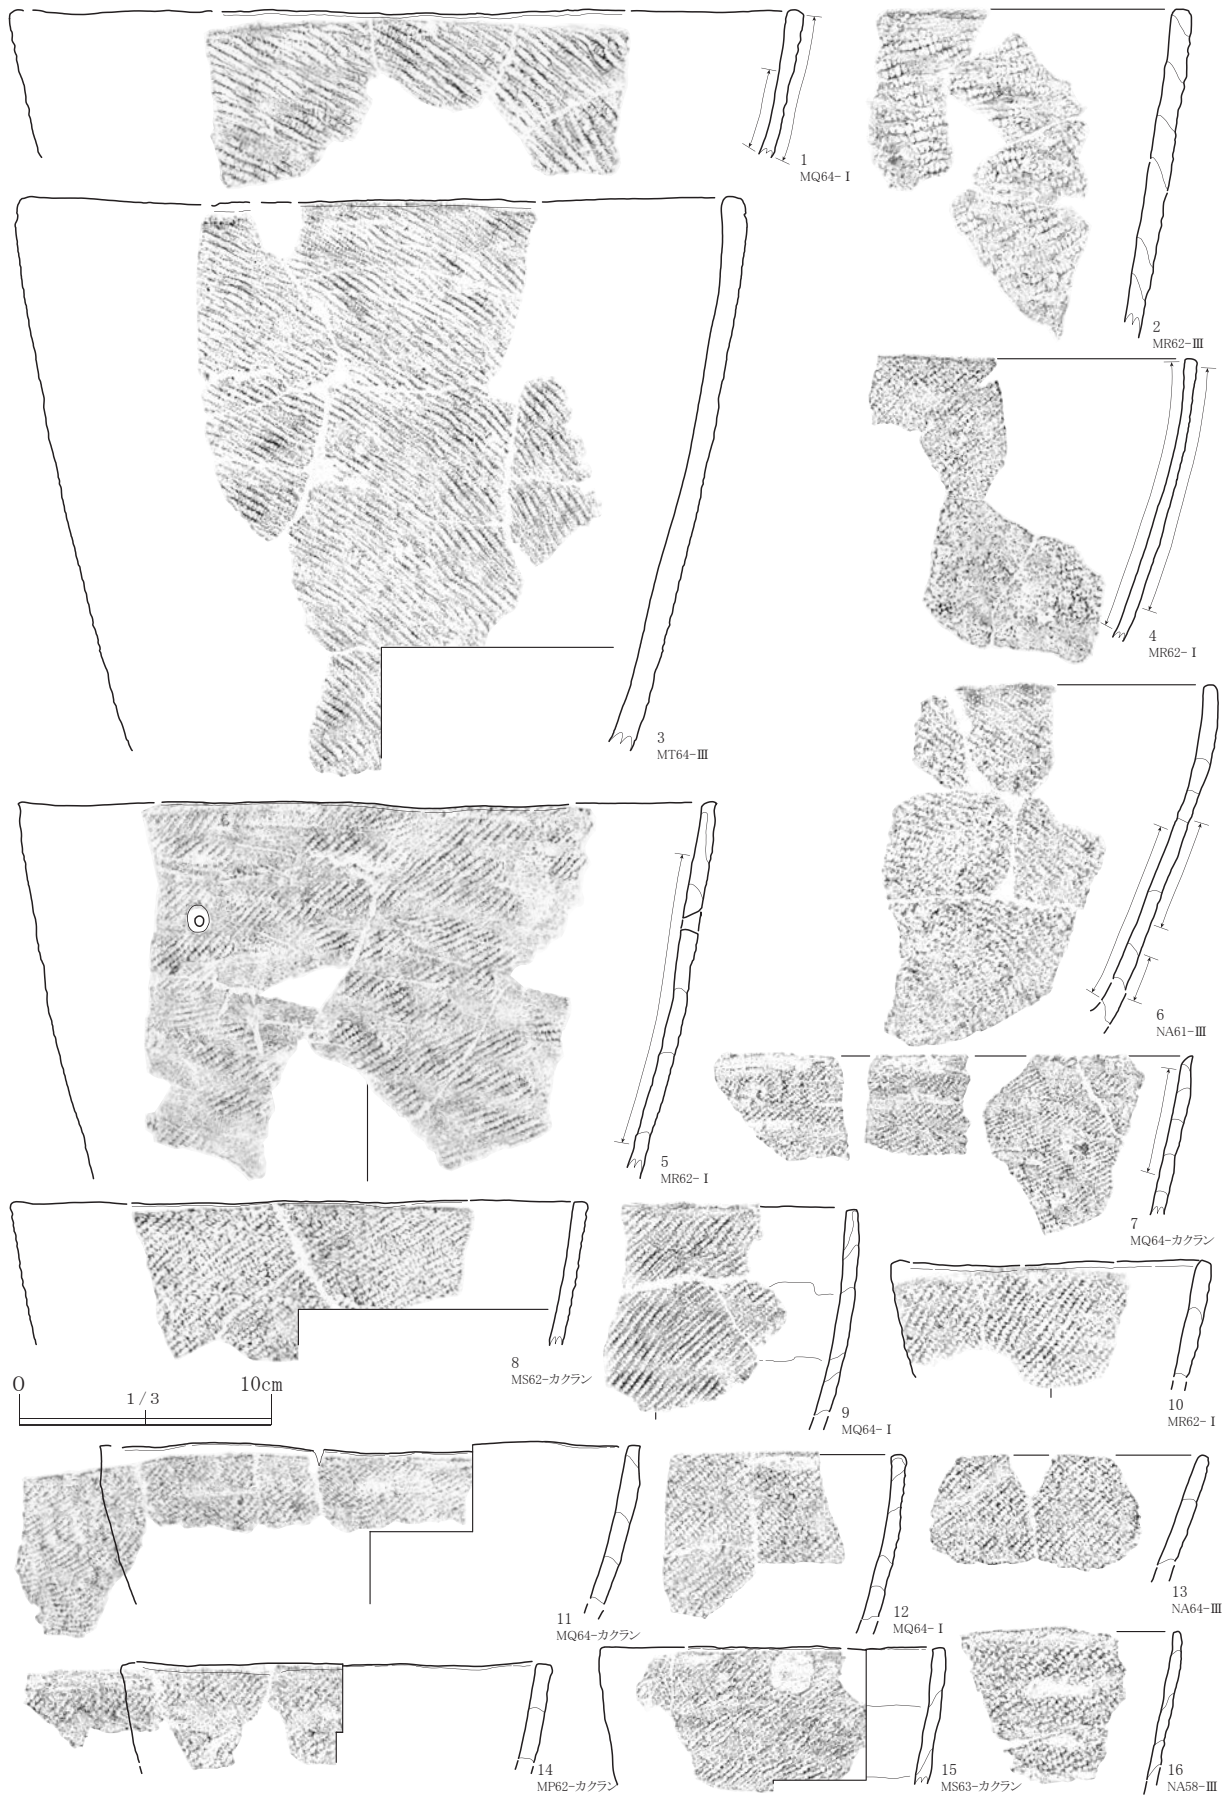 1
MQ64-Ⅰ
2
MR62-Ⅲ
3
MT64-Ⅲ
4
MR62-Ⅰ
5
MR62-Ⅰ
6
NA61-Ⅲ
7
MQ64-カクラン
8
MS62-カクラン
9
MQ64-Ⅰ
10
MR62-Ⅰ
0 1/3 10cm
11
MQ64-カクラン
12
MQ64-Ⅰ
13
NA64-Ⅲ
14
MP62-カクラン
15
MS63-カクラン
16
NA58-Ⅲ